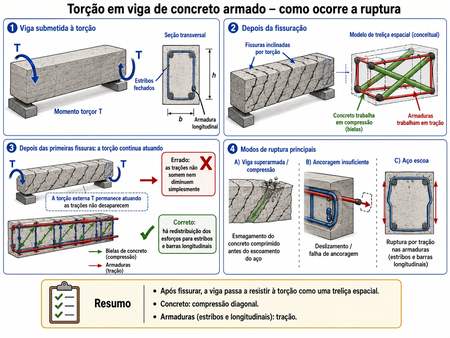 Torção em viga de concreto armado – como ocorre a ruptura
1 Viga submetida à torção
T
T
Momento torçor T
Seção transversal
Estribos
fechados
h
b
Armadura
longitudinal
2 Depois da fissuração
Fissuras inclinadas
por torção
Modelo de treliça espacial (conceitual)
Concreto trabalha
em compressão
(bielas)
Armaduras
trabalham em tração
3 Depois das primeiras fissuras: a torção continua atuando
T
T
A torção externa T permanece atuando
as trações não desaparecem
Errado:
as trações não
somem nem
diminuem
simplesmente
Correto:
há redistribuição dos
esforços para estribos
e barras longitudinais
Bielas de concreto
(compressão)
Armaduras
(tração)
4 Modos de ruptura principais
A) Viga superarmada /
compressão
Esmagamento do
concreto comprimido
antes do escoamento
do aço
B) Ancoragem insuficiente
Deslizamento /
falha de ancoragem
C) Aço escoa
Ruptura por tração
nas armaduras
(estribos e barras
longitudinais)
Resumo
• Após fissurar, a viga passa a resistir à torção como uma treliça espacial.
• Concreto: compressão diagonal.
• Armaduras (estribos e longitudinais): tração.